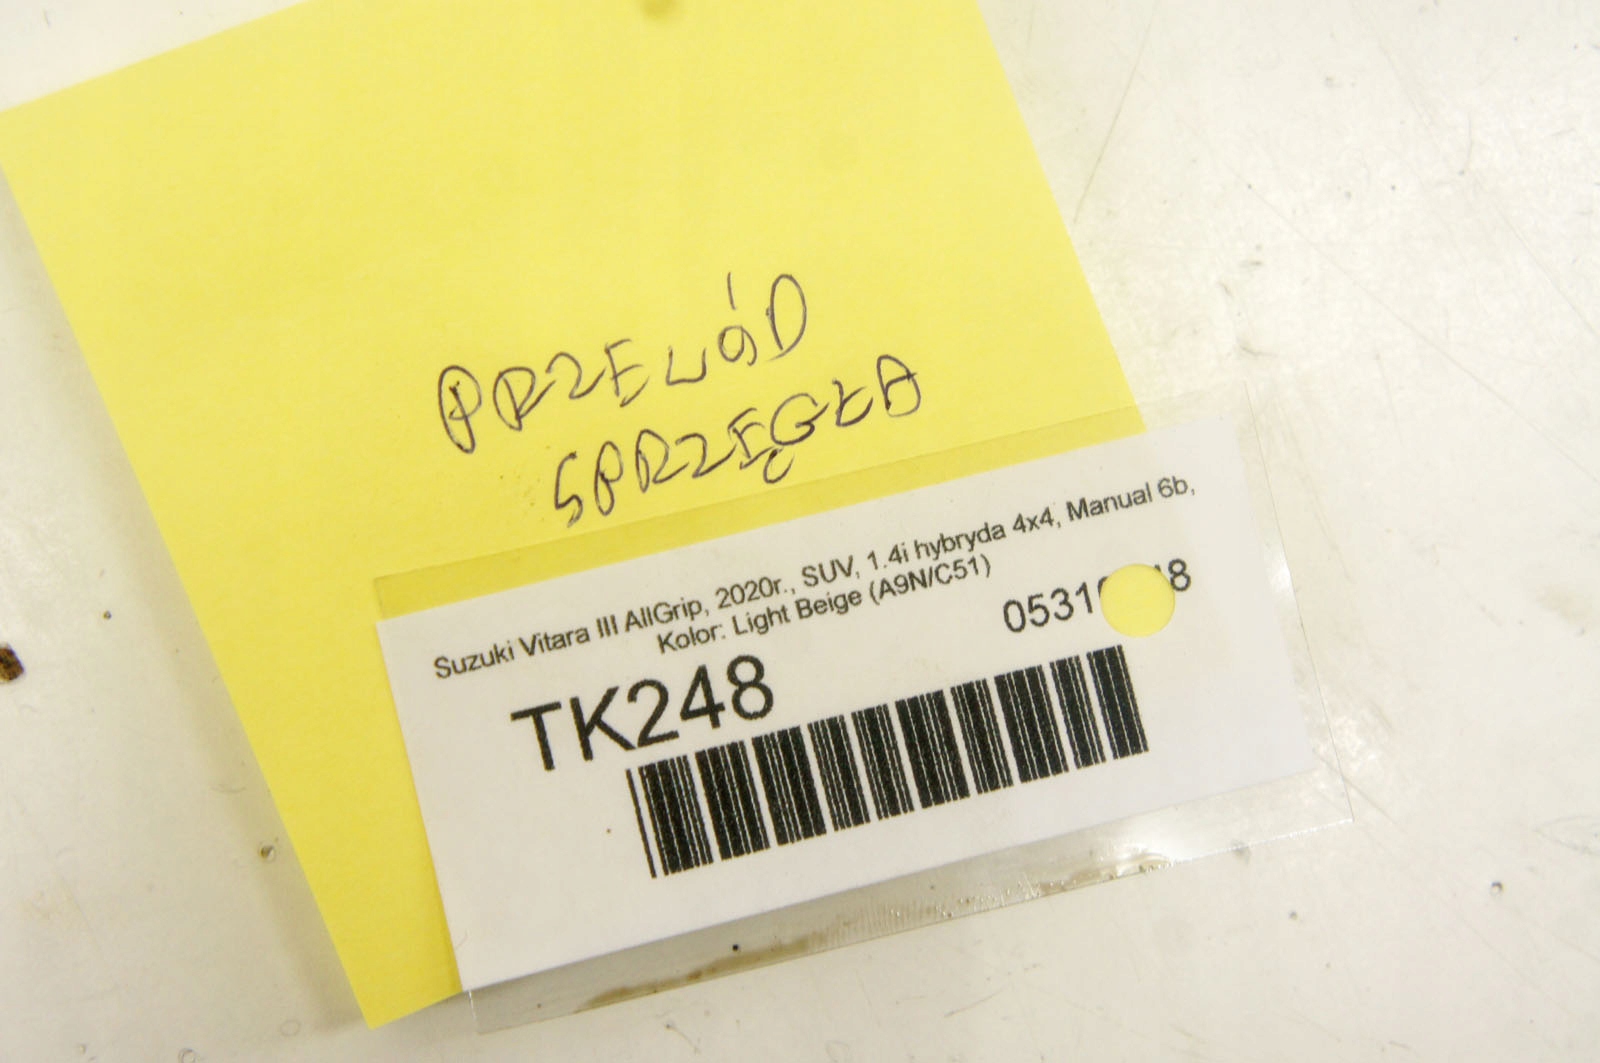 PRZEWÓD
SPRZĘGŁA
Suzuki Vitara III AllGrip, 2020r., SUV, 1.4i hybryda 4x4, Manual 6b,
Kolor: Light Beige (A9N/C51)
TK248